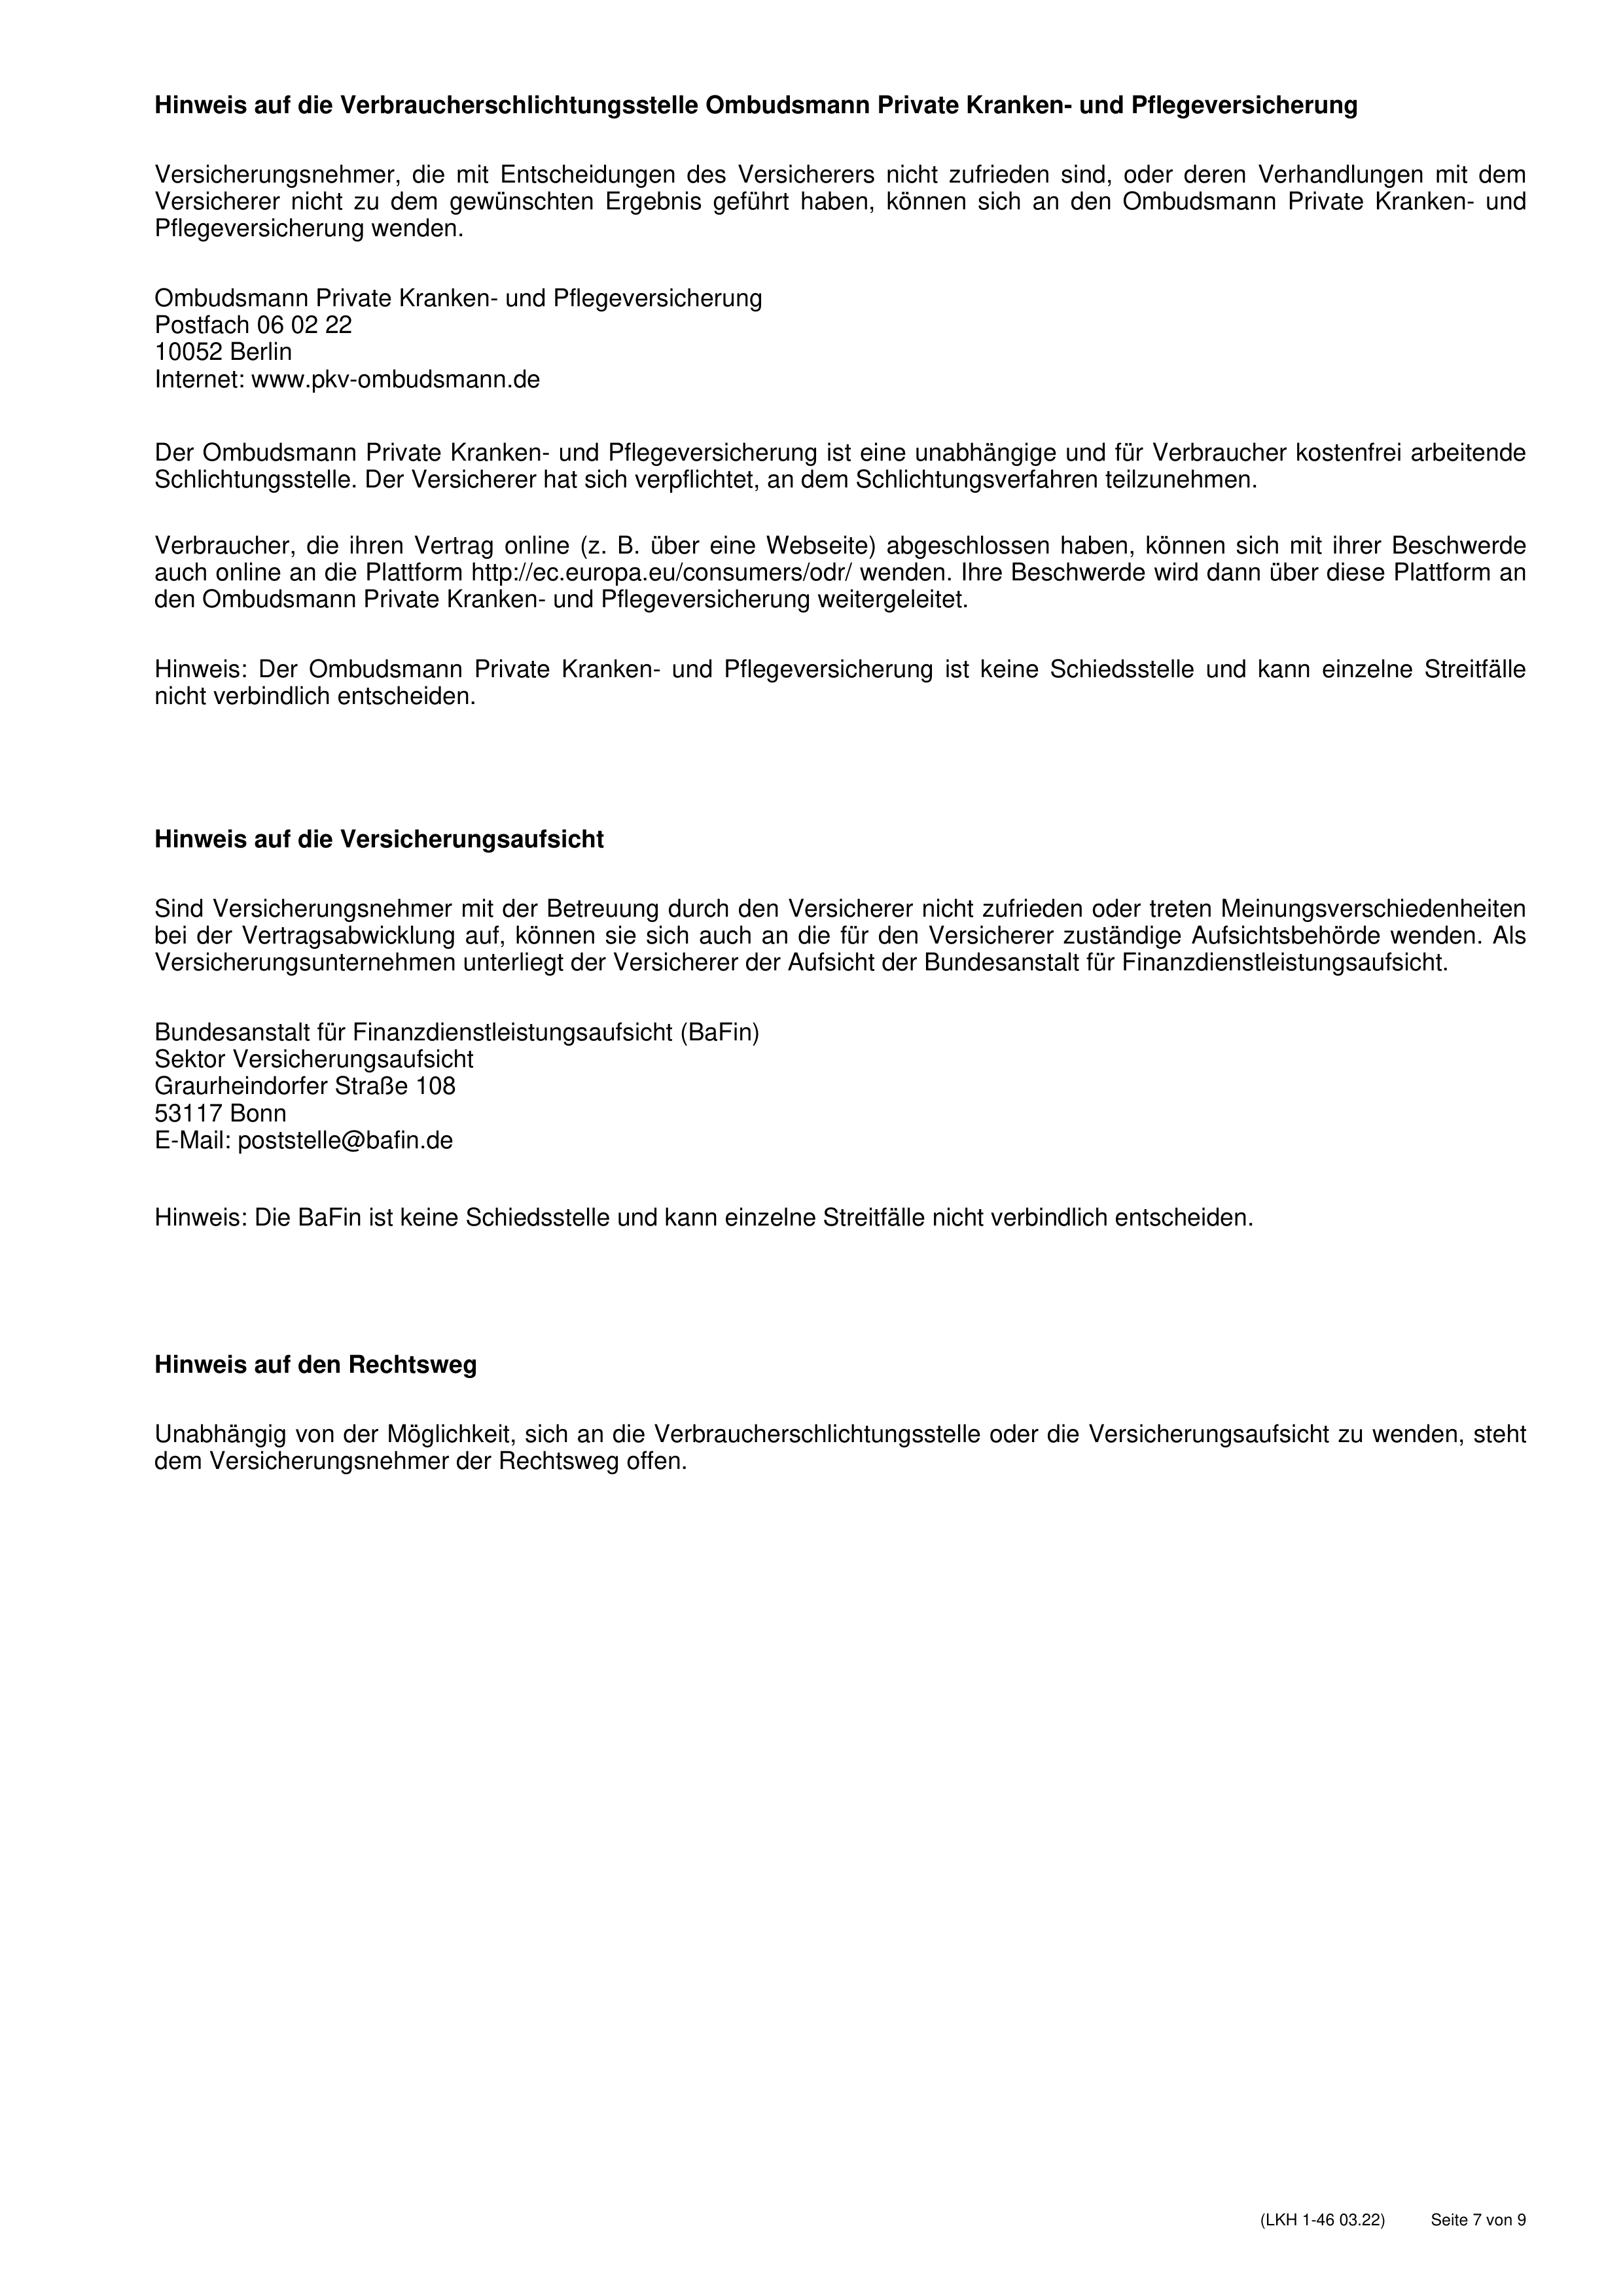 Hinweis auf die Verbraucherschlichtungsstelle Ombudsmann Private Kranken- und Pflegeversicherung
Versicherungsnehmer, die mit Entscheidungen des Versicherers nicht zufrieden sind, oder deren Verhandlungen mit dem
Versicherer nicht zu dem gewünschten Ergebnis geführt haben, können sich an den Ombudsmann Private Kranken- und
Pflegeversicherung wenden.
Ombudsmann Private Kranken- und Pflegeversicherung
Postfach 06 02 22
10052 Berlin
Internet: www.pkv-ombudsmann.de
Der Ombudsmann Private Kranken- und Pflegeversicherung ist eine unabhängige und für Verbraucher kostenfrei arbeitende
Schlichtungsstelle. Der Versicherer hat sich verpflichtet, an dem Schlichtungsverfahren teilzunehmen.
Verbraucher, die ihren Vertrag online (z. B. über eine Webseite) abgeschlossen haben, können sich mit ihrer Beschwerde
auch online an die Plattform http://ec.europa.eu/consumers/odr/ wenden. Ihre Beschwerde wird dann über diese Plattform an
den Ombudsmann Private Kranken- und Pflegeversicherung weitergeleitet.
Hinweis: Der Ombudsmann Private Kranken- und Pflegeversicherung ist keine Schiedsstelle und kann einzelne Streitfälle
nicht verbindlich entscheiden.
Hinweis auf die Versicherungsaufsicht
Sind Versicherungsnehmer mit der Betreuung durch den Versicherer nicht zufrieden oder treten Meinungsverschiedenheiten
bei der Vertragsabwicklung auf, können sie sich auch an die für den Versicherer zuständige Aufsichtsbehörde wenden. Als
Versicherungsunternehmen unterliegt der Versicherer der Aufsicht der Bundesanstalt für Finanzdienstleistungsaufsicht.
Bundesanstalt für Finanzdienstleistungsaufsicht (BaFin)
Sektor Versicherungsaufsicht
Graurheindorfer Straße 108
53117 Bonn
E-Mail: poststelle@bafin.de
Hinweis: Die BaFin ist keine Schiedsstelle und kann einzelne Streitfälle nicht verbindlich entscheiden.
Hinweis auf den Rechtsweg
Unabhängig von der Möglichkeit, sich an die Verbraucherschlichtungsstelle oder die Versicherungsaufsicht zu wenden, steht
dem Versicherungsnehmer der Rechtsweg offen.
(LKH 1-46 03.22) Seite 7 von 9